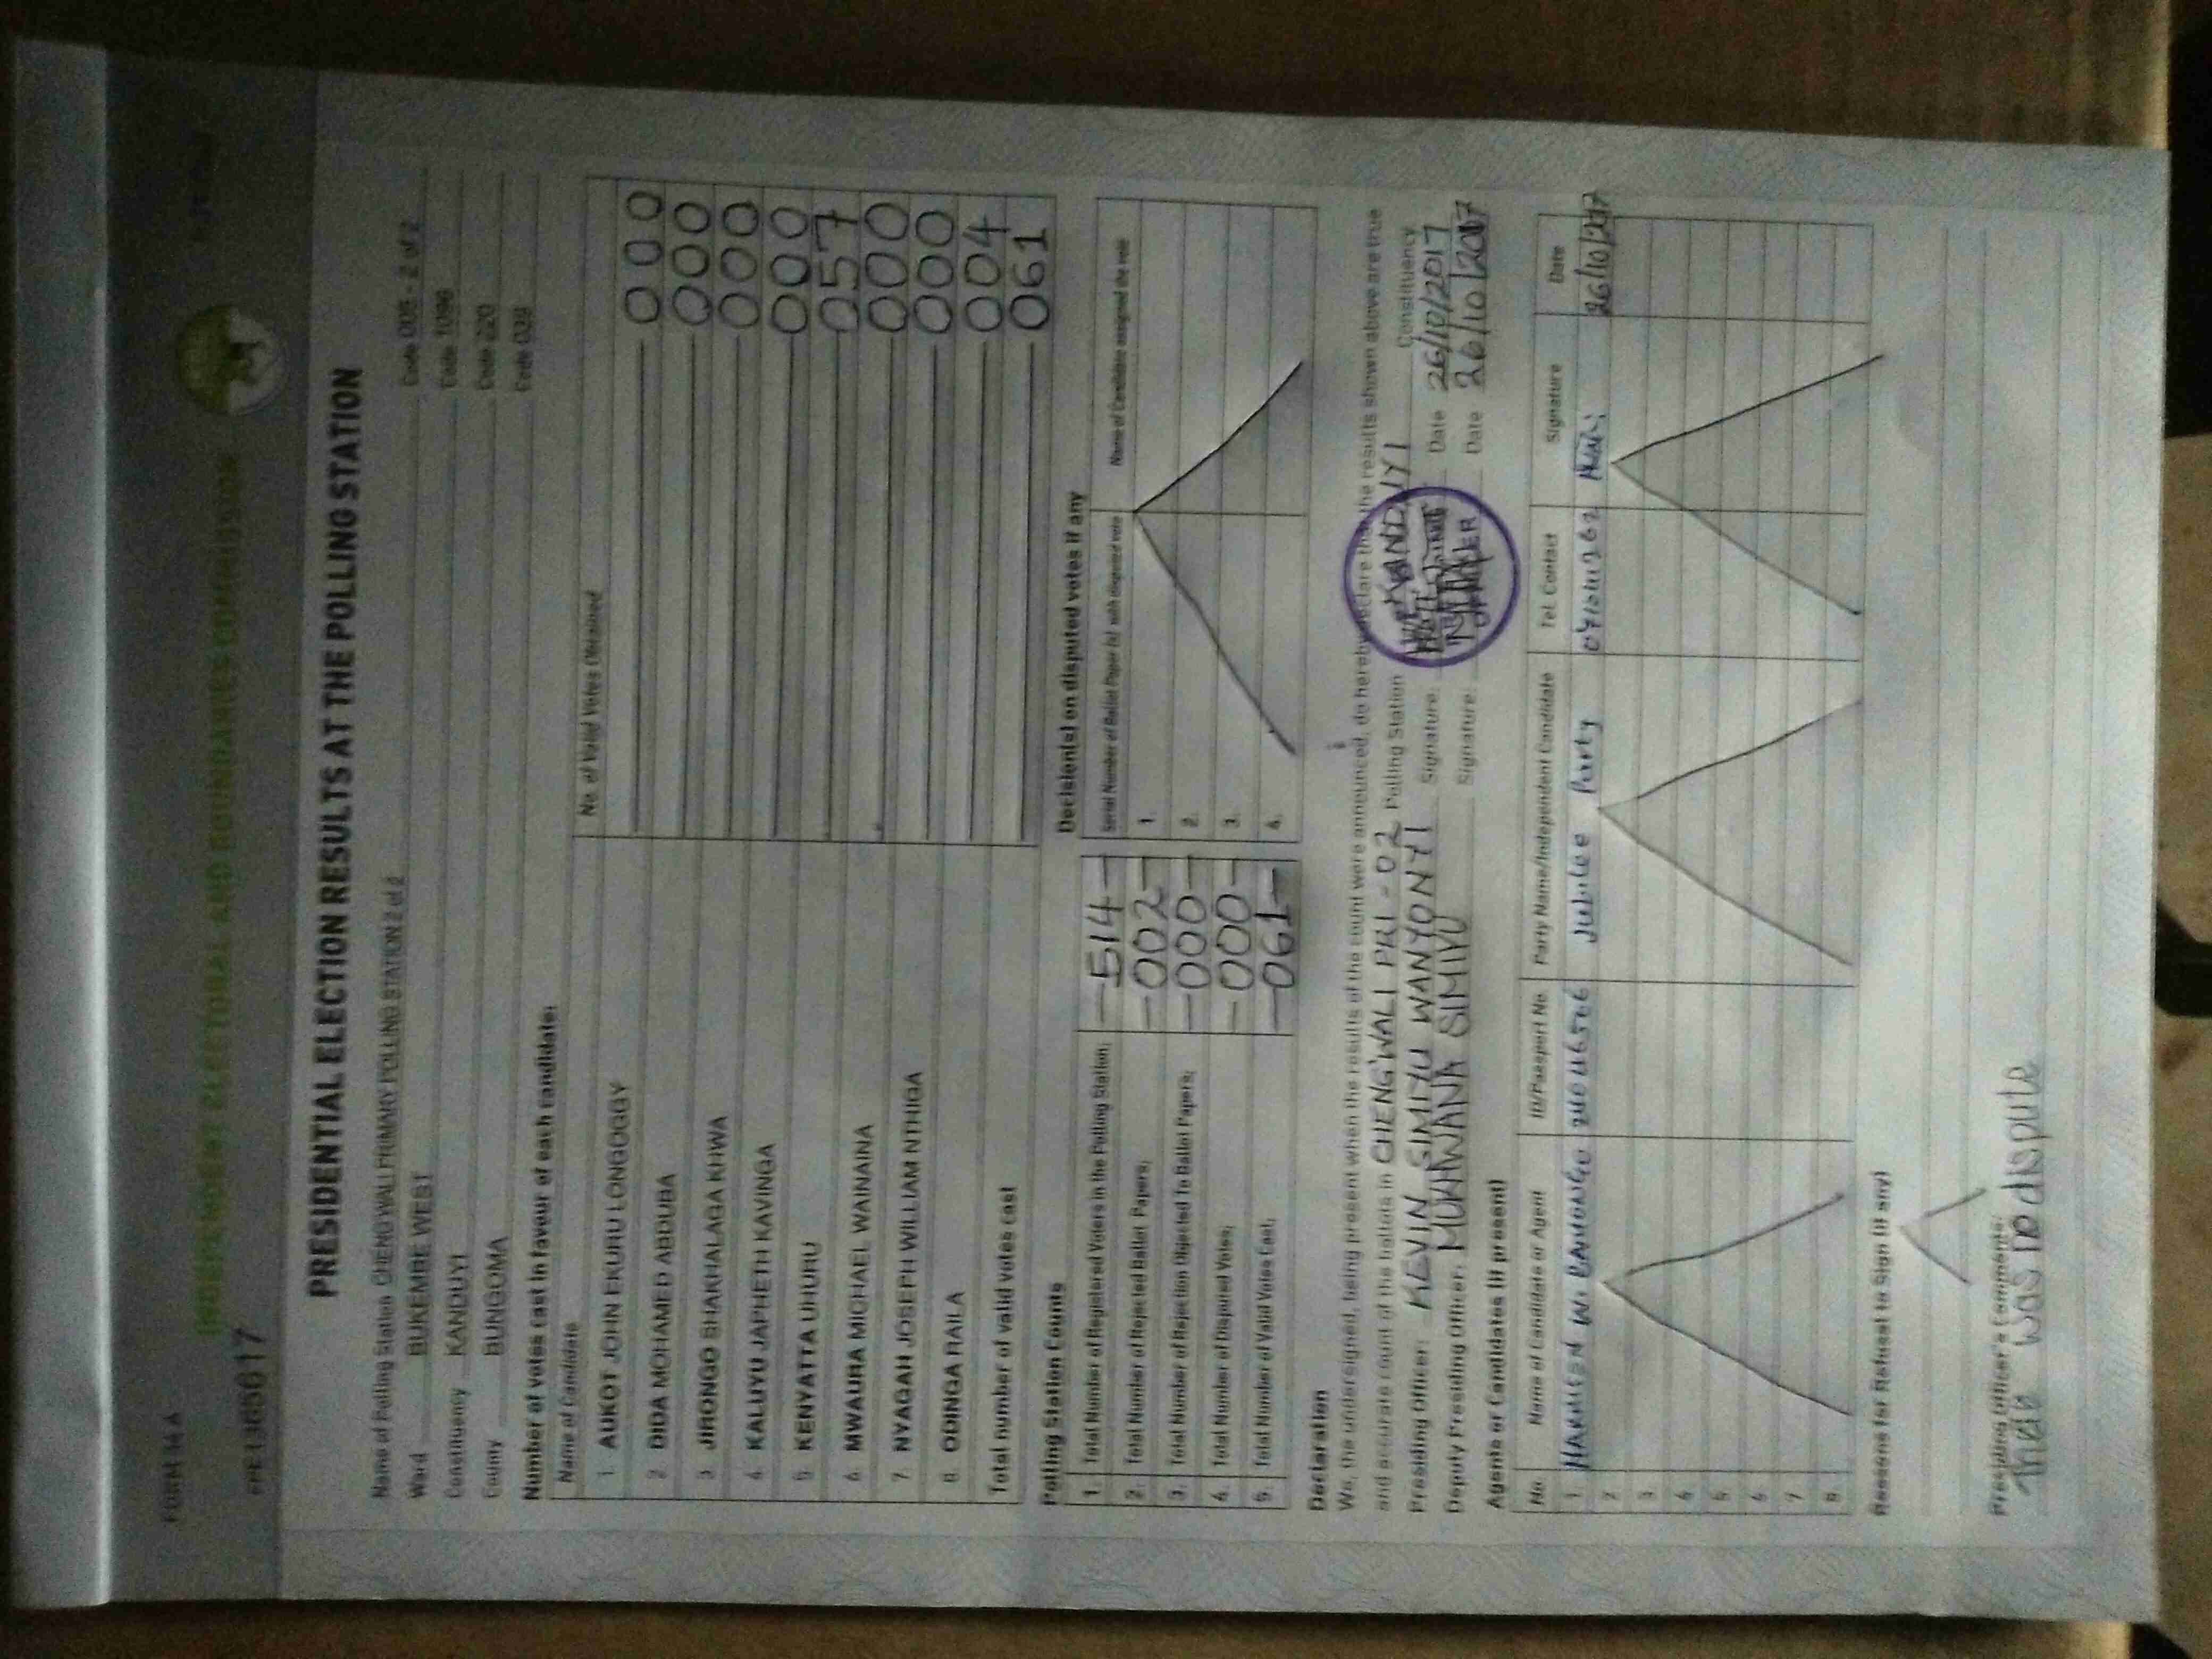 FORM 34 A
INDEPENDENT ELECTORAL AND BOUNDARIES COMMISSION
PRESIDENTIAL ELECTION RESULTS AT THE POLLING STATION
Name of Polling Station CHENGWALI PRIMARY POLLING STATION 2 of 2 Code 008 - 2 of 2
Ward BUKEMBE WEST Code 1096
Constituency KANDUYI Code 220
County BUNGOMA Code 039
Number of votes cast in favour of each candidate:
Name of Candidate No. of Valid Votes Obtained
1. AUKOT JOHN EKURU LONGOGGY 000
2 DIDA MOHAMED ABDUBA 000
3 JIRONGO SHAKHALAGA KHWA 000
4 KALUYU JAPHETH KAVINGA 000
5 KENYATTA UHURU 057
6 MWAURA MICHAEL WAINAINA 000
7. NYAGAH JOSEPH WILLIAM NTHIGA 000
8. ODINGA RAILA 004
Total number of valid votes cast 061
Polling Station Counts
1. Total Number of Registered Voters in the Polling Station; 514
2. Total Number of Rejected Ballot Papers; 002
3. Total Number of Rejection Objected To Ballot Papers; 000
4. Total Number of Disputed Votes; 000
5. Total Number of Valid Votes Cast; 061
Decision(s) on disputed votes if any
Serial Number of Ballot Paper (s) with disputed vote Name of Candidate assigned the vote
1.
2.
3.
4.
Declaration
We, the undersigned, being present when the results of the count were announced, do hereby declare that the results shown above are true
and accurate count of the ballots in CHENG'WALI PRI - 02 Polling Station KANDUYI Constituency
Presiding Officer: KEVIN SIMIYU WANYONYI Signature: Date 26/10/2017
Deputy Presiding Officer: MUKHWANA SIMIYU Signature: Date 26/10/2017
Agents or Candidates (if present)
No Name of Candidate or Agent ID/Passport No Party Name/Independent Candidate Tel. Contact Signature Date
1. Jubilee Party 26/10/2017
2
3
4
5
6
7
8
Reasons for Refusal to Sign (if any)
Presiding Officer's Comments:
There was no dispute